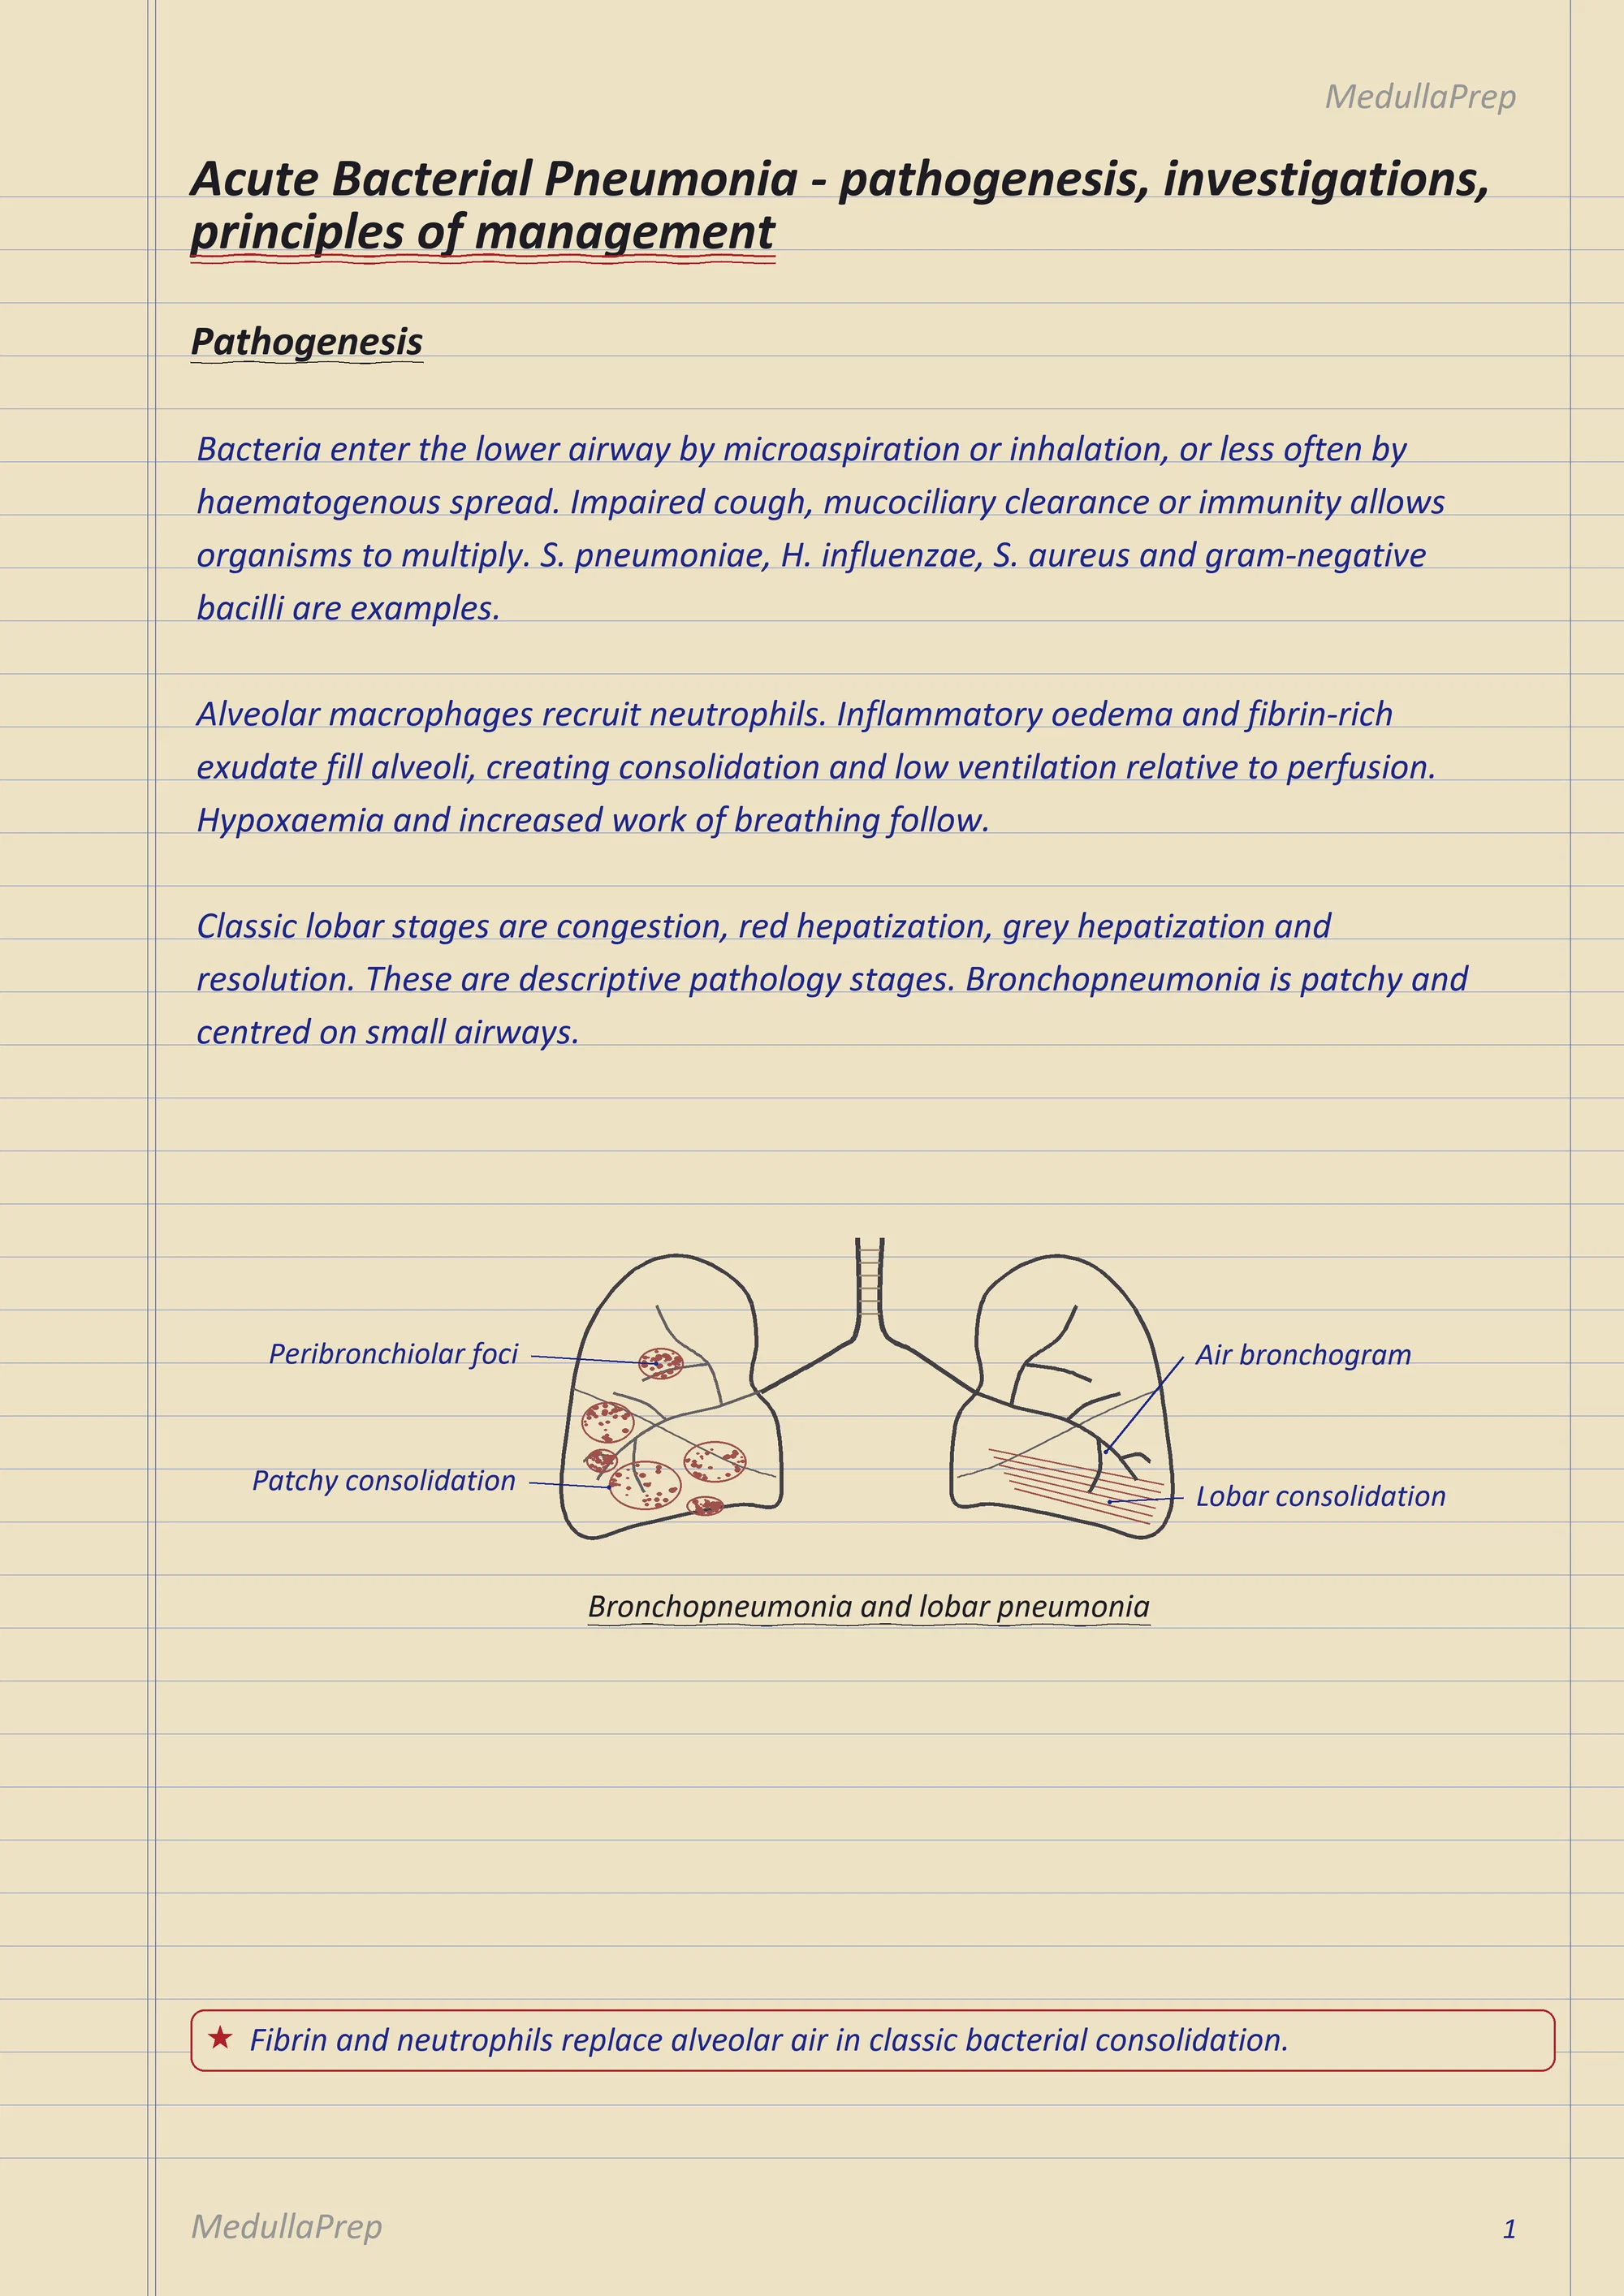 MedullaPrep
Acute Bacterial Pneumonia - pathogenesis, investigations,
principles of management
Pathogenesis
Bacteria enter the lower airway by microaspiration or inhalation, or less often by
haematogenous spread. Impaired cough, mucociliary clearance or immunity allows
organisms to multiply. S. pneumoniae, H. influenzae, S. aureus and gram-negative
bacilli are examples.
Alveolar macrophages recruit neutrophils. Inflammatory oedema and fibrin-rich
exudate fill alveoli, creating consolidation and low ventilation relative to perfusion.
Hypoxaemia and increased work of breathing follow.
Classic lobar stages are congestion, red hepatization, grey hepatization and
resolution. These are descriptive pathology stages. Bronchopneumonia is patchy and
centred on small airways.
Peribronchiolar foci
Air bronchogram
Patchy consolidation
Lobar consolidation
Bronchopneumonia and lobar pneumonia
★ Fibrin and neutrophils replace alveolar air in classic bacterial consolidation.
MedullaPrep
1